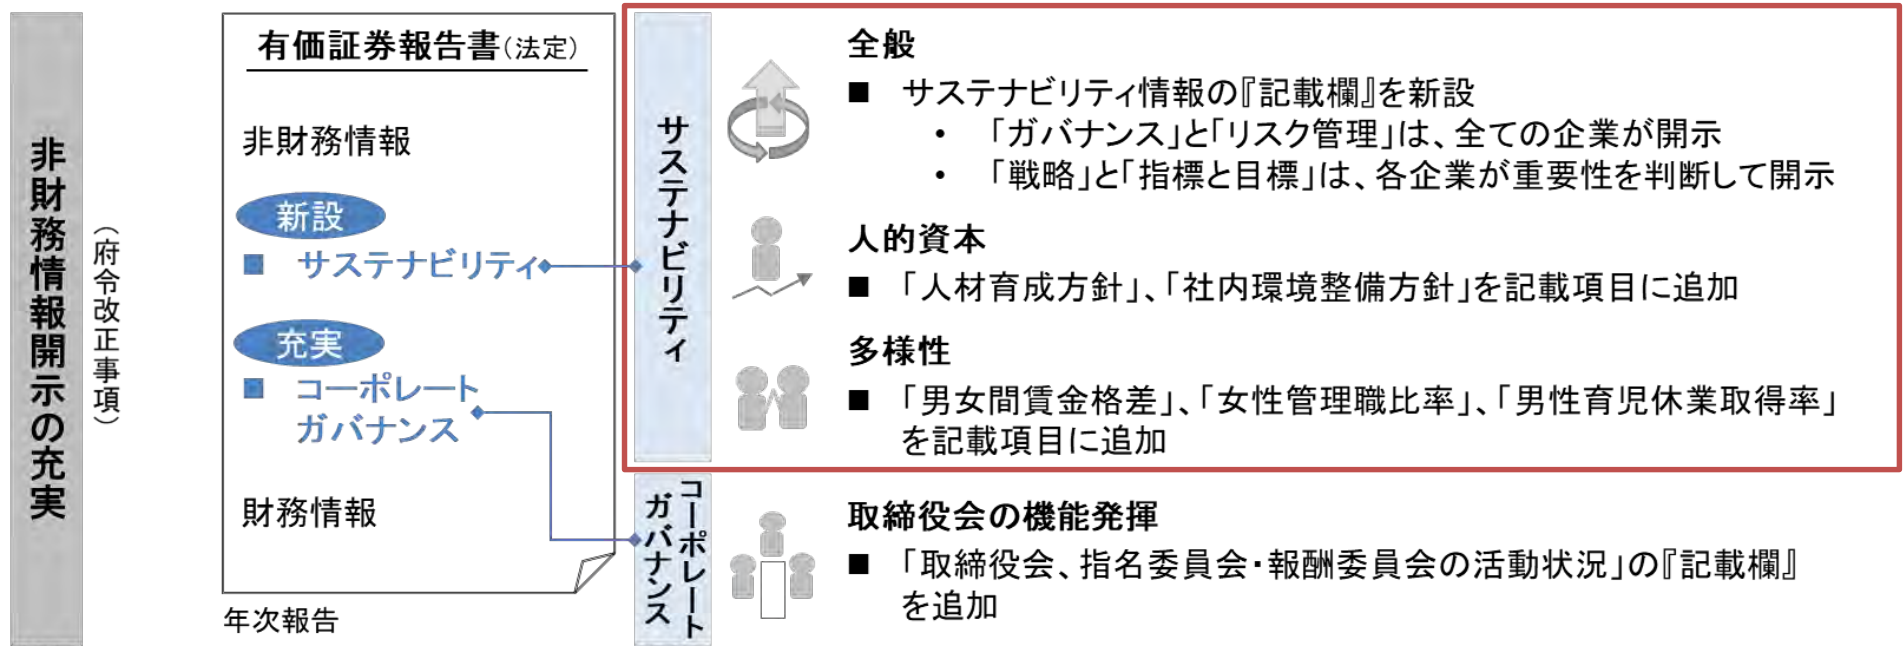 非財務情報開示の充実
（府令改正事項）
有価証券報告書(法定)
非財務情報
新設
■ サステナビリティ
充実
■ コーポレート
ガバナンス
財務情報
年次報告
サステナビリティ
全般
■ サステナビリティ情報の『記載欄』を新設
• 「ガバナンス」と「リスク管理」は、全ての企業が開示
• 「戦略」と「指標と目標」は、各企業が重要性を判断して開示
人的資本
■ 「人材育成方針」、「社内環境整備方針」を記載項目に追加
多様性
■ 「男女間賃金格差」、「女性管理職比率」、「男性育児休業取得率」
を記載項目に追加
コーポレート
ガバナンス
取締役会の機能発揮
■ 「取締役会、指名委員会・報酬委員会の活動状況」の『記載欄』
を追加